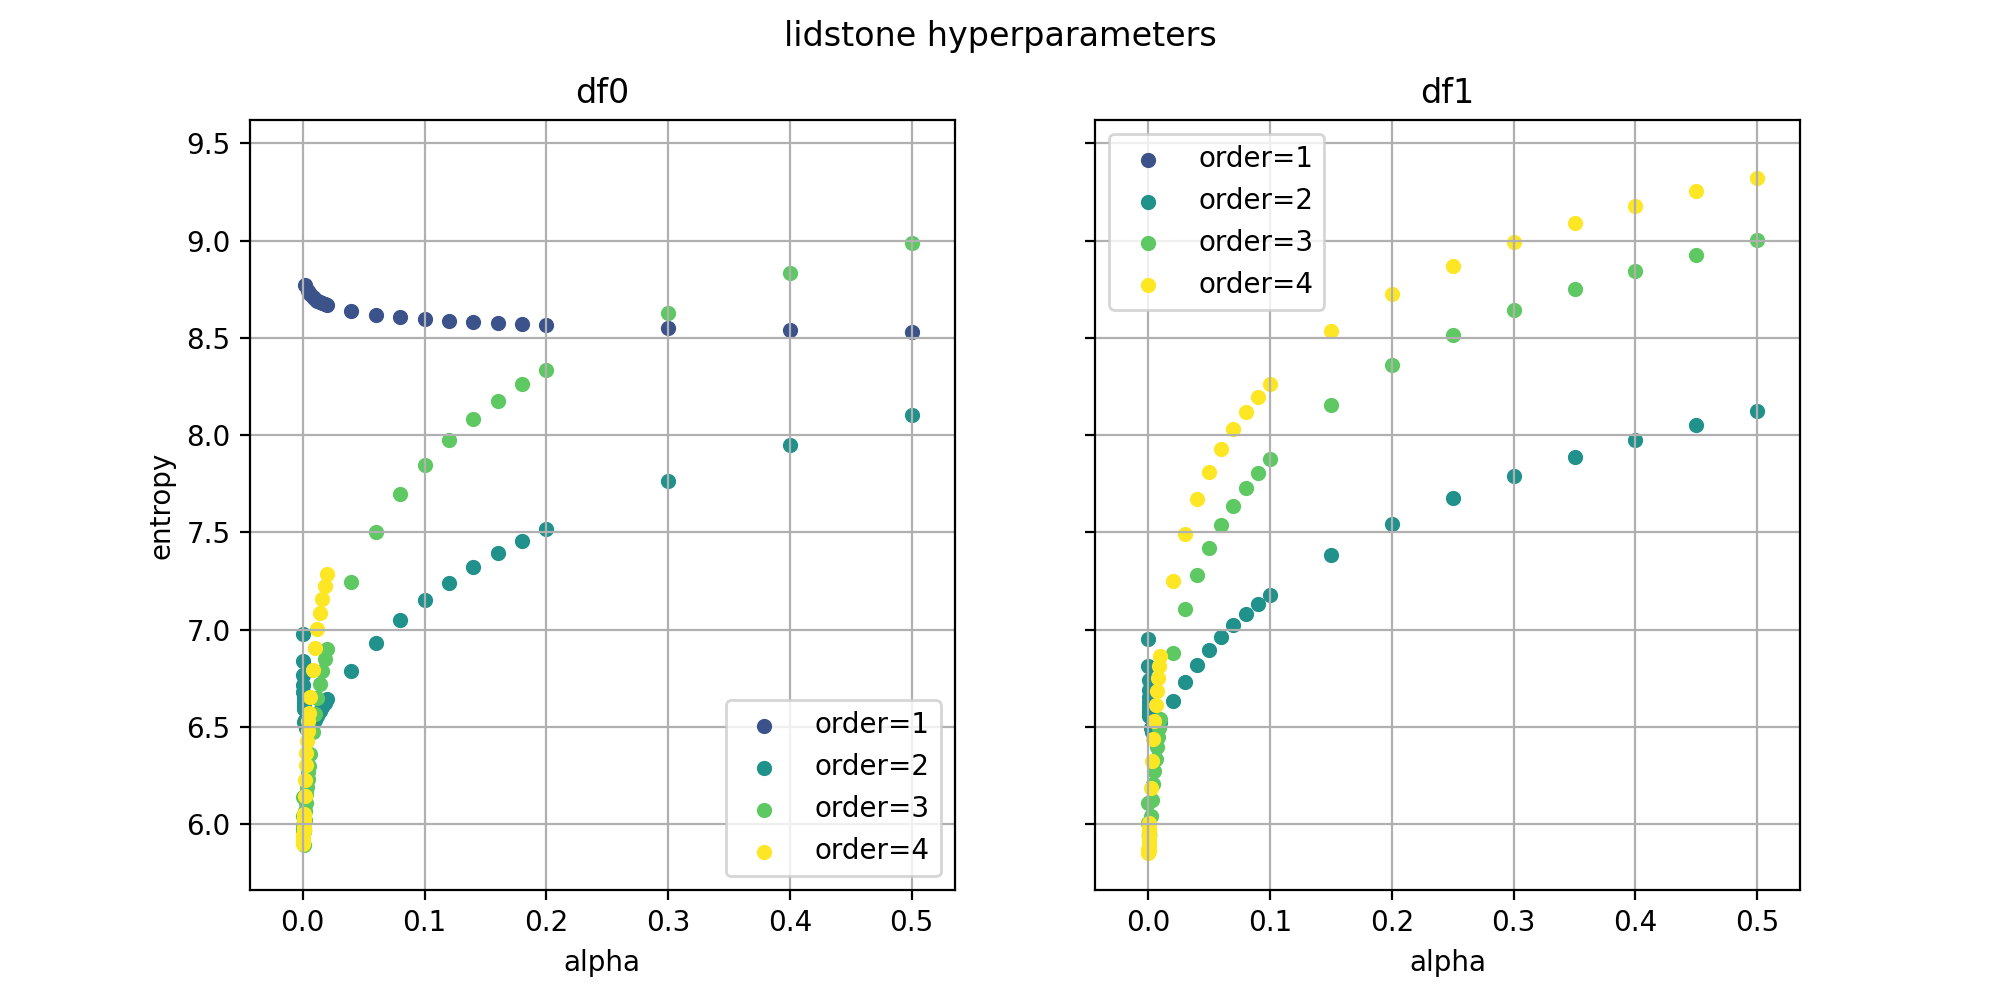 lidstone hyperparameters
df0
entropy
9.5
9.0
8.5
8.0
7.5
7.0
6.5
6.0
order=1
order=2
order=3
order=4
0.0 0.1 0.2 0.3 0.4 0.5
alpha
df1
order=1
order=2
order=3
order=4
0.0 0.1 0.2 0.3 0.4 0.5
alpha